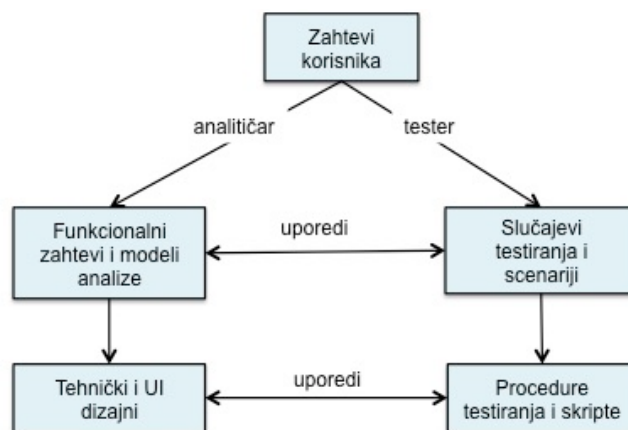 Zahtevi
korisnika
analitičar
tester
Funkcionalni
zahtevi i modeli
analize
uporedi
Slučajevi
testiranja i
scenariji
Tehnički i UI
dizajni
uporedi
Procedure
testiranja i skripte